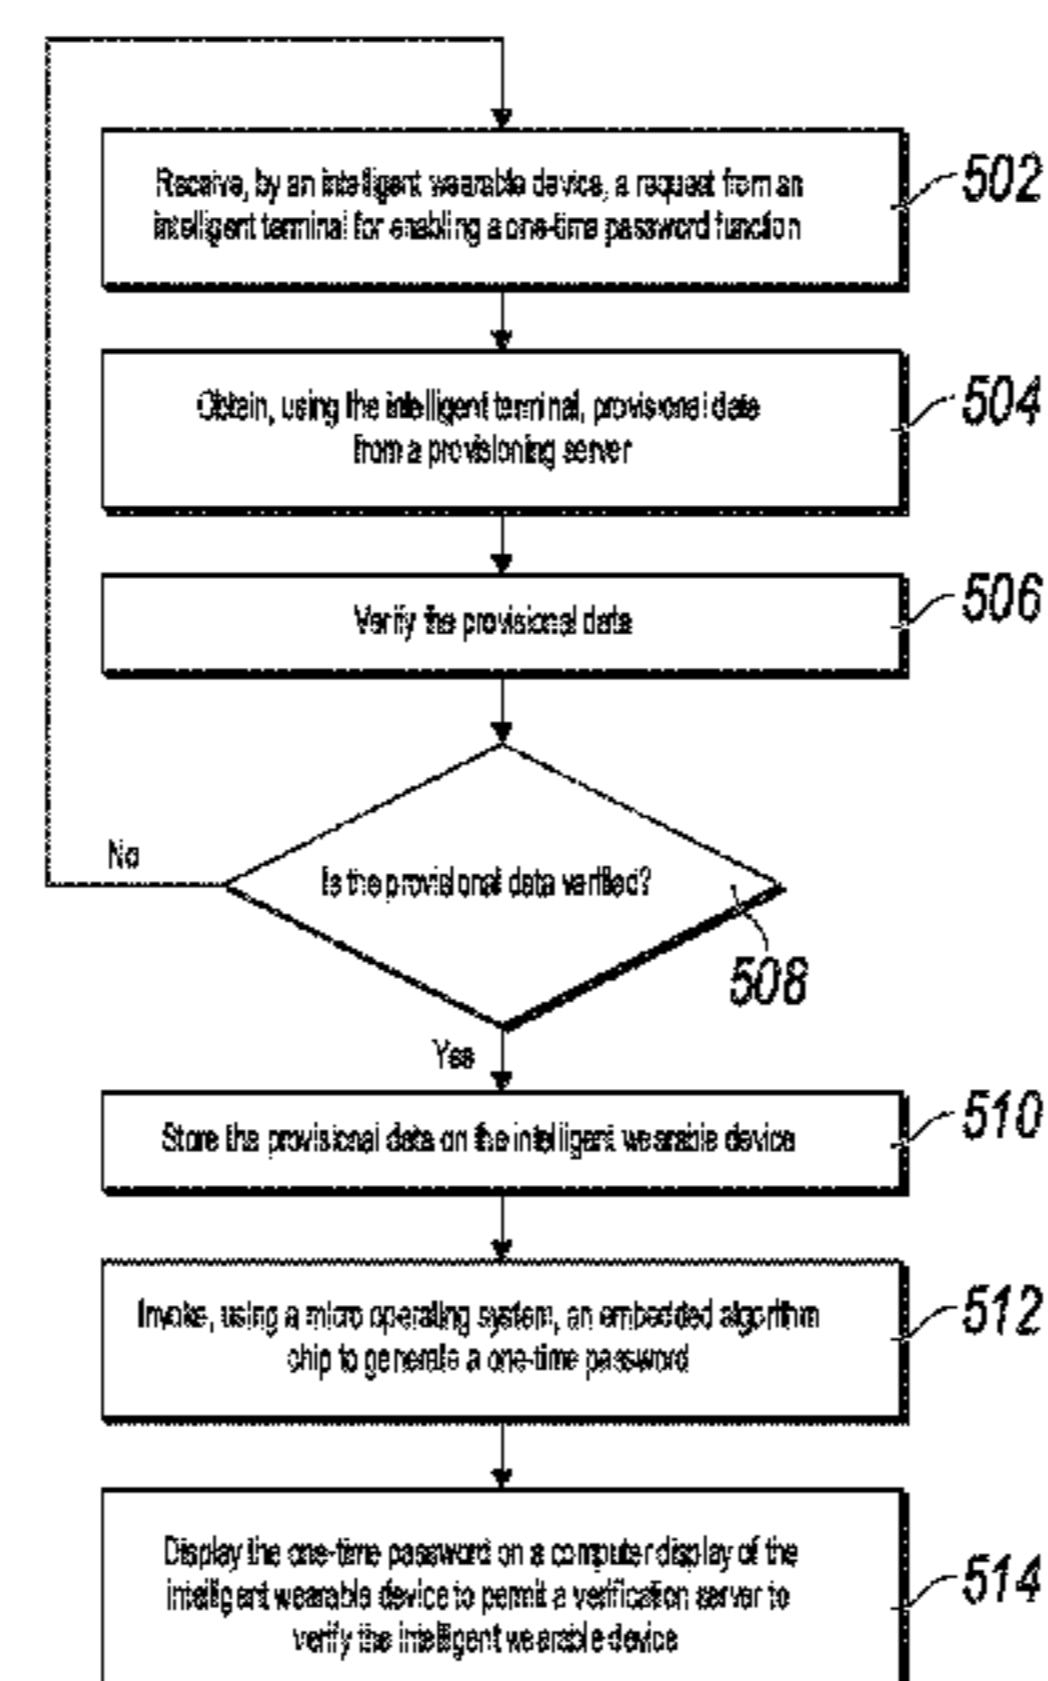 Receive, by an intelligent wearable device, a request from an
intelligent terminal for enabling a one-time password function
502
Obtain, using the intelligent terminal, provisional data
from a provisioning server
504
Verify the provisional data
506
No
Is the provisional data verified?
508
Yes
Store the provisional data on the intelligent wearable device
510
Invoke, using a micro operating system, an embedded algorithm
chip to generate a one-time password
512
Display the one-time password on a computer display of the
intelligent wearable device to permit a verification server to
verify the intelligent wearable device
514